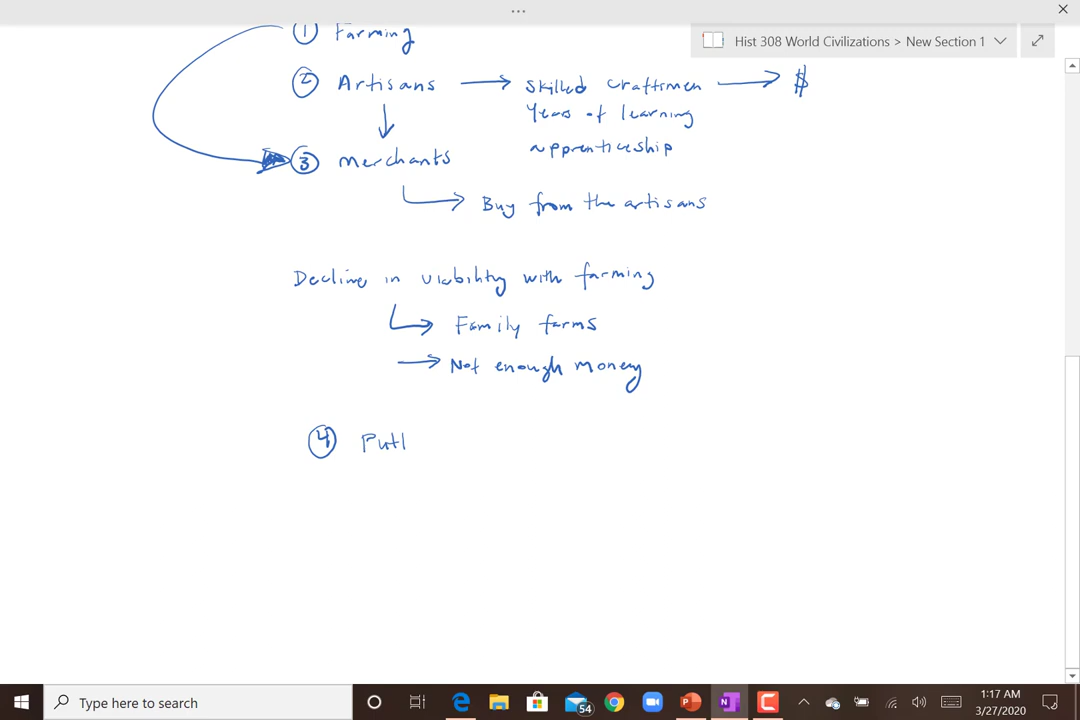 Hist 308 World Civilizations > New Section 1
① Farming
② Artisans → Skilled craftsmen → $
Years of learning
apprenticeship
③ Merchants
Buy from the artisans
Decline in viability with farming
Family farms
Not enough money
④ Putt
Type here to search
54
1:17 AM
3/27/2020